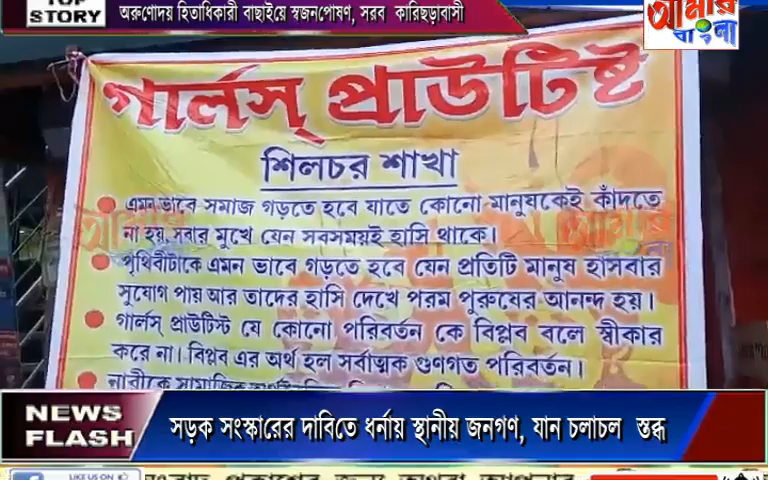 TOP STORY
অরুণোদয় হিতাধিকারী বাছাইয়ে স্বজনপোষণ, সরব কারিছড়াবাসী
আমার
বাংলা
গার্লস্ প্রাউটিষ্ট
শিলচর শাখা
এমন ভাবে সমাজ গড়তে হবে যাতে কোনো মানুষকেই কাঁদতে
না হয়, সবার মুখে যেন সবসময়ই হাসি থাকে।
পৃথিবীটাকে এমন ভাবে গড়তে হবে যেন প্রতিটি মানুষ হাসিবার
সুযোগ পায় আর তাদের হাসি দেখে পরম পুরুষের আনন্দ হয়।
গার্লস্ প্রাউটিস্ট যে কোনো পরিবর্তন কে বিপ্লব বলে স্বীকার
করে না। বিপ্লব এর অর্থ হল সর্বাত্মক গুণগত পরিবর্তন।
নারীকে সামাজিক
NEWS FLASH
সড়ক সংস্কারের দাবিতে ধর্নায় স্থানীয় জনগণ, যান চলাচল স্তব্ধ
LIKE US ON